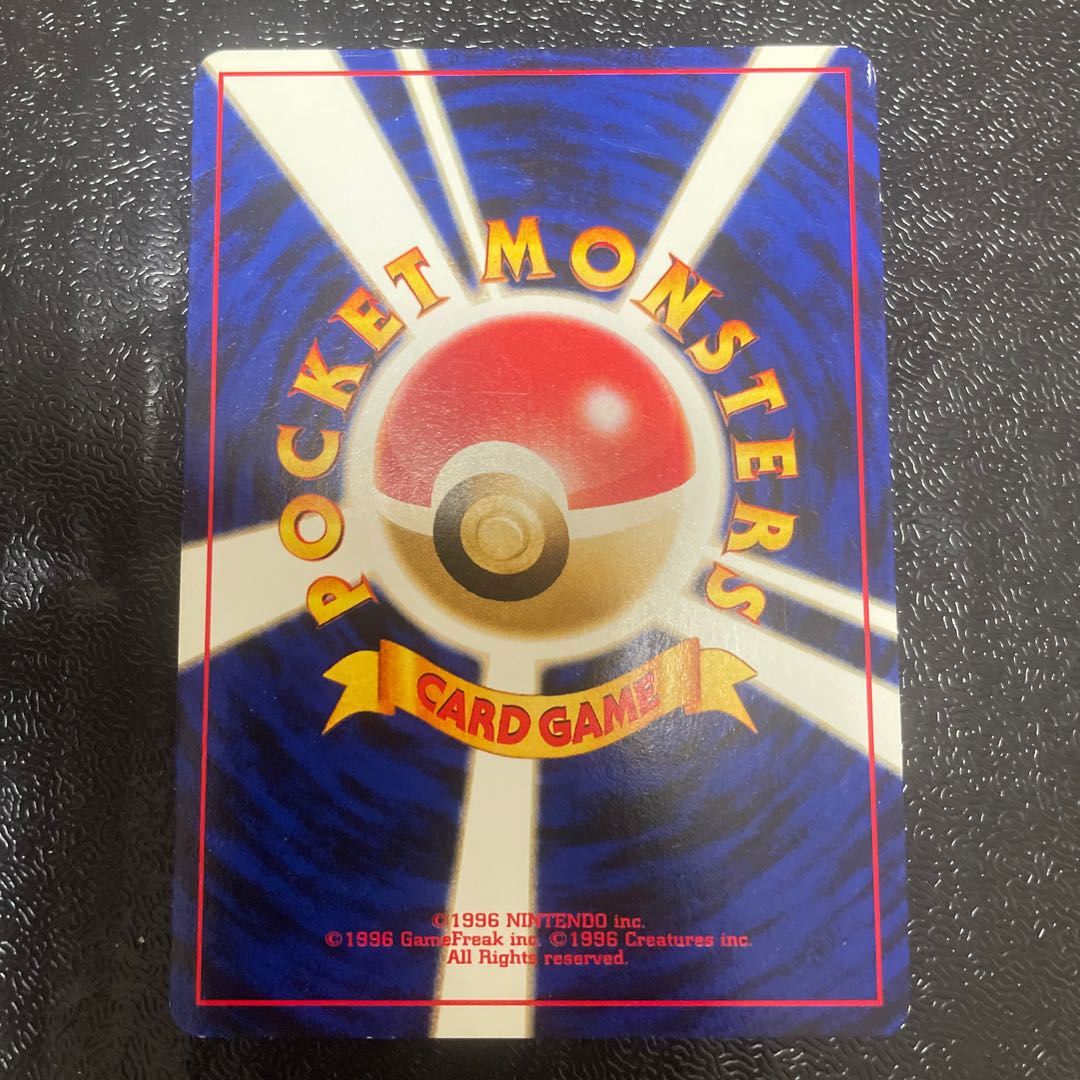 POCKET MONSTERS
CARD GAME
©1996 NINTENDO inc.
©1996 GameFreak inc. ©1996 Creatures inc.
All Rights reserved.